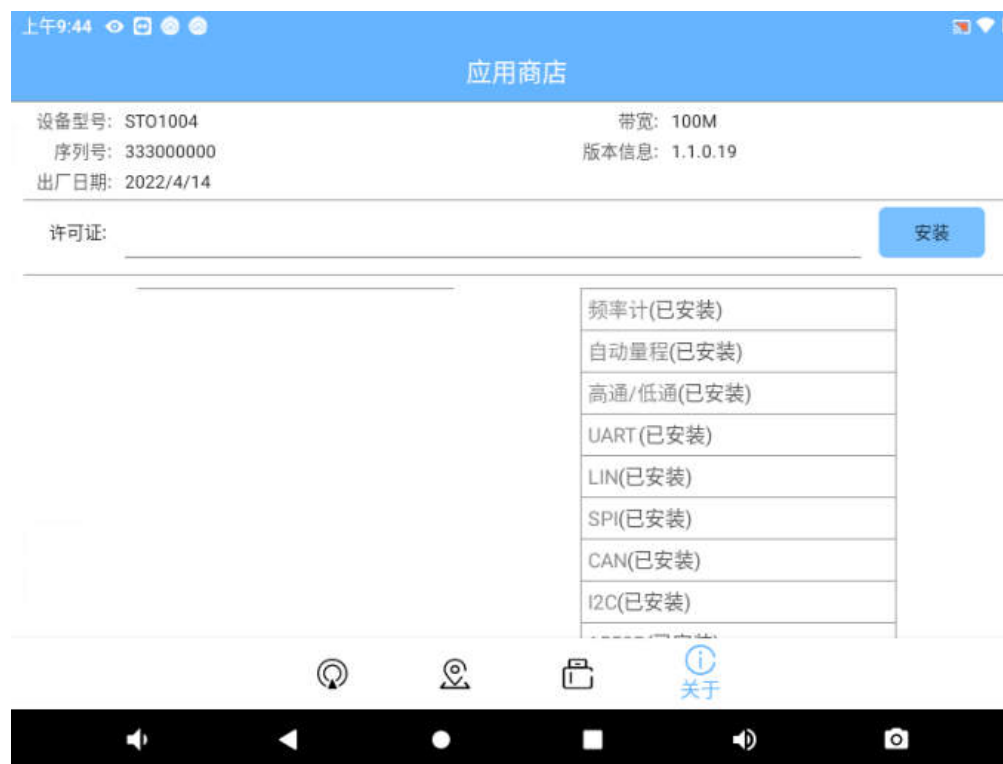 上午9:44
应用商店
设备型号: STO1004
带宽: 100M
序列号: 333000000
版本信息: 1.1.0.19
出厂日期: 2022/4/14
许可证:
安装
频率计(已安装)
自动量程(已安装)
高通/低通(已安装)
UART(已安装)
LIN(已安装)
SPI(已安装)
CAN(已安装)
I2C(已安装)
关于